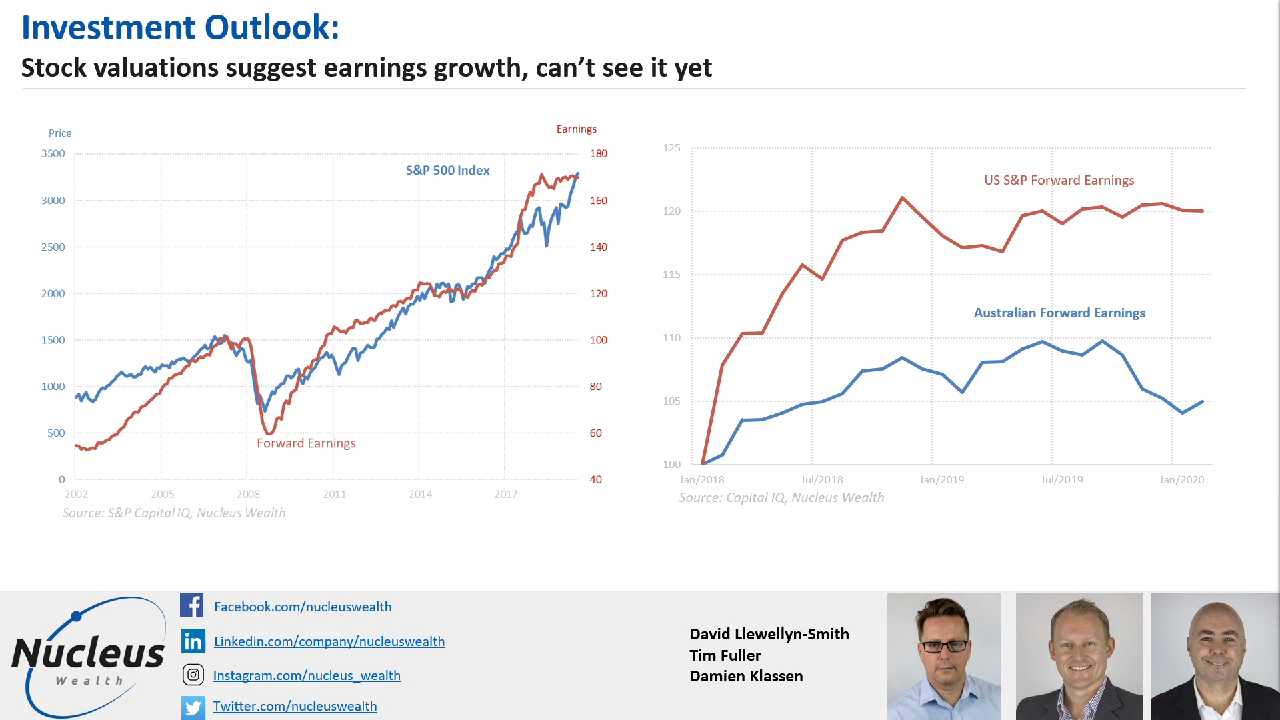 Investment Outlook:
Stock valuations suggest earnings growth, can't see it yet
Price
Earnings
3500
3000
2500
2000
1500
1000
500
0
180
160
140
120
100
80
60
40
S&P 500 Index
Forward Earnings
2002 2005 2008 2011 2014 2017
Source: S&P Capital IQ, Nucleus Wealth
125
120
115
110
105
100
US S&P Forward Earnings
Australian Forward Earnings
Jan/2018 Jul/2018 Jan/2019 Jul/2019 Jan/2020
Source: Capital IQ, Nucleus Wealth
Nucleus
Wealth
Facebook.com/nucleuswealth
Linkedin.com/company/nucleuswealth
Instagram.com/nucleus_wealth
Twitter.com/nucleuswealth
David Llewellyn-Smith
Tim Fuller
Damien Klassen